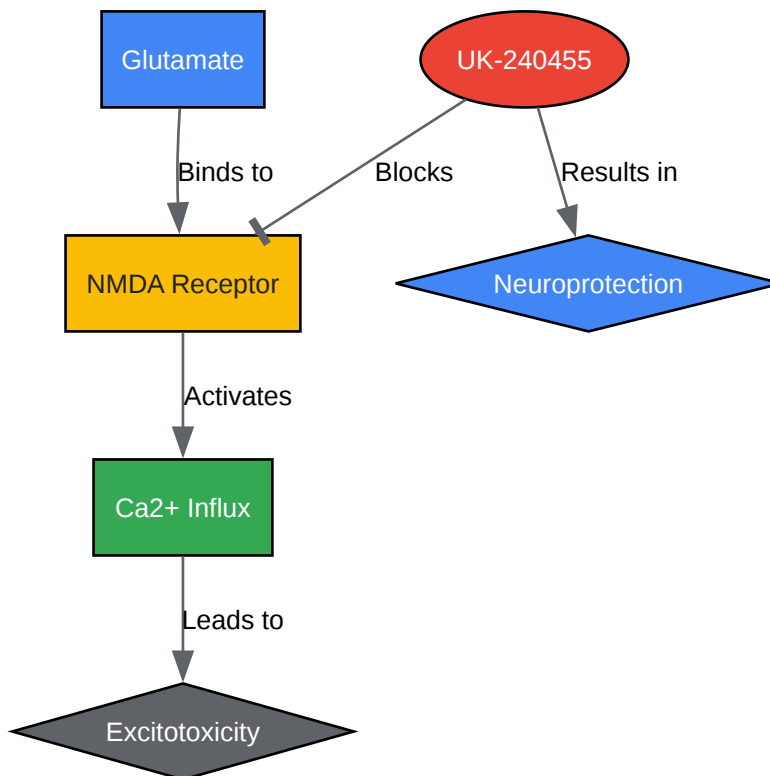 Glutamate
UK-240455
Binds to
Blocks
Results in
NMDA Receptor
Neuroprotection
Activates
Ca2+ Influx
Leads to
Excitotoxicity